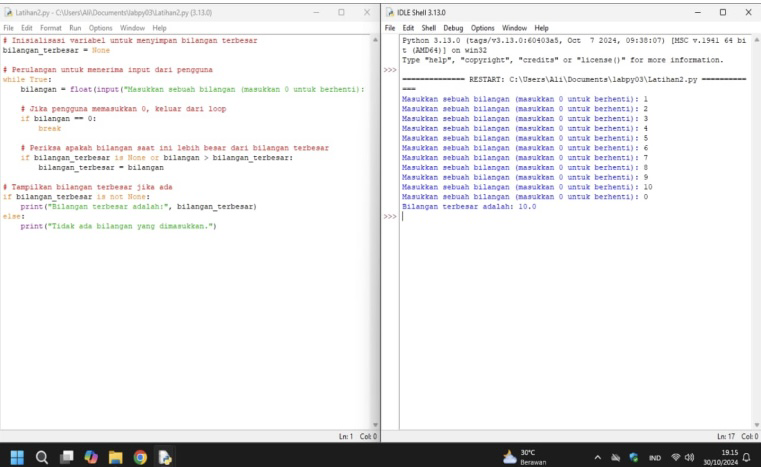 Latihan2.py - C:\Users\Ali\Documents\labpy03\Latihan2.py (3.13.0)
File Edit Format Run Options Window Help
# Inisialisasi variabel untuk menyimpan bilangan terbesar
bilangan_terbesar = None
# Perulangan untuk menerima input dari pengguna
while True:
    bilangan = float(input("Masukkan sebuah bilangan (masukkan 0 untuk berhenti):
    # Jika pengguna memasukkan 0, keluar dari loop
    if bilangan == 0:
        break
    # Periksa apakah bilangan saat ini lebih besar dari bilangan terbesar
    if bilangan_terbesar is None or bilangan > bilangan_terbesar:
        bilangan_terbesar = bilangan
# Tampilkan bilangan terbesar jika ada
if bilangan_terbesar is not None:
    print("Bilangan terbesar adalah:", bilangan_terbesar)
else:
    print("Tidak ada bilangan yang dimasukkan.")
Ln: 1 Col: 0
IDLE Shell 3.13.0
File Edit Shell Debug Options Window Help
Python 3.13.0 (tags/v3.13.0:60403a5, Oct 7 2024, 09:38:07) [MSC v.1941 64 bi
t (AMD64)] on win32
Type "help", "copyright", "credits" or "license()" for more information.
>>>
============== RESTART: C:\Users\Ali\Documents\labpy03\Latihan2.py ==========
===
Masukkan sebuah bilangan (masukkan 0 untuk berhenti): 1
Masukkan sebuah bilangan (masukkan 0 untuk berhenti): 2
Masukkan sebuah bilangan (masukkan 0 untuk berhenti): 3
Masukkan sebuah bilangan (masukkan 0 untuk berhenti): 4
Masukkan sebuah bilangan (masukkan 0 untuk berhenti): 5
Masukkan sebuah bilangan (masukkan 0 untuk berhenti): 6
Masukkan sebuah bilangan (masukkan 0 untuk berhenti): 7
Masukkan sebuah bilangan (masukkan 0 untuk berhenti): 8
Masukkan sebuah bilangan (masukkan 0 untuk berhenti): 9
Masukkan sebuah bilangan (masukkan 0 untuk berhenti): 10
Masukkan sebuah bilangan (masukkan 0 untuk berhenti): 0
Bilangan terbesar adalah: 10.0
>>>
Ln: 17 Col: 0
30°C
Berawan
IND
19.15
30/10/2024